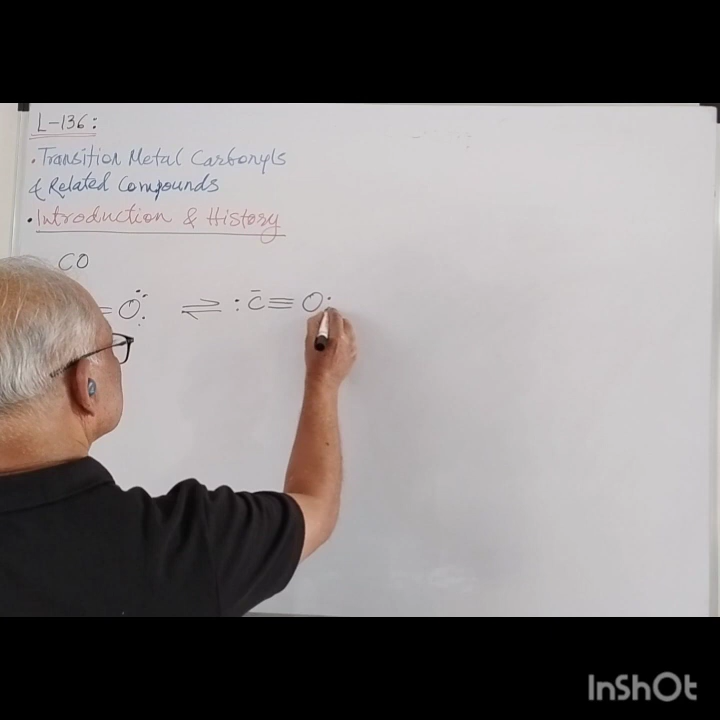 L-136:
• Transition Metal Carbonyls
& Related Compounds
• Introduction & History
CO
=Ö: ⇌ :C̄≡O:
InShOt